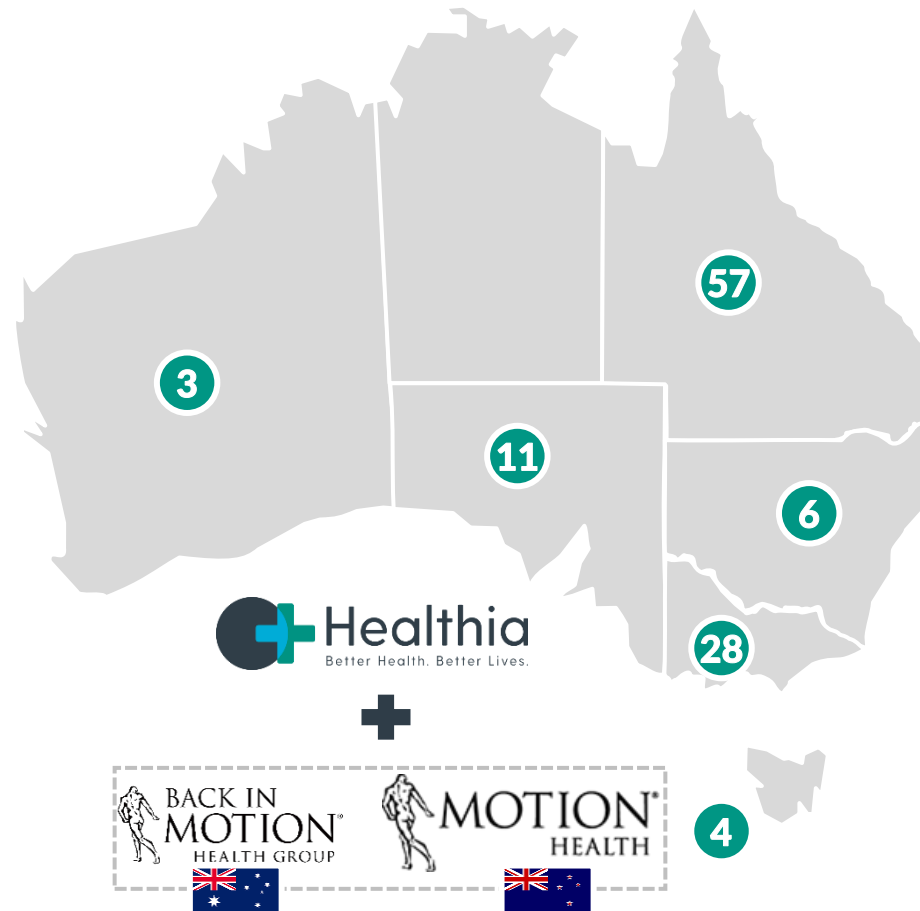 57
3
11
6
28
Healthia
Better Health. Better Lives.
BACK IN
MOTION®
HEALTH GROUP
MOTION®
HEALTH
4